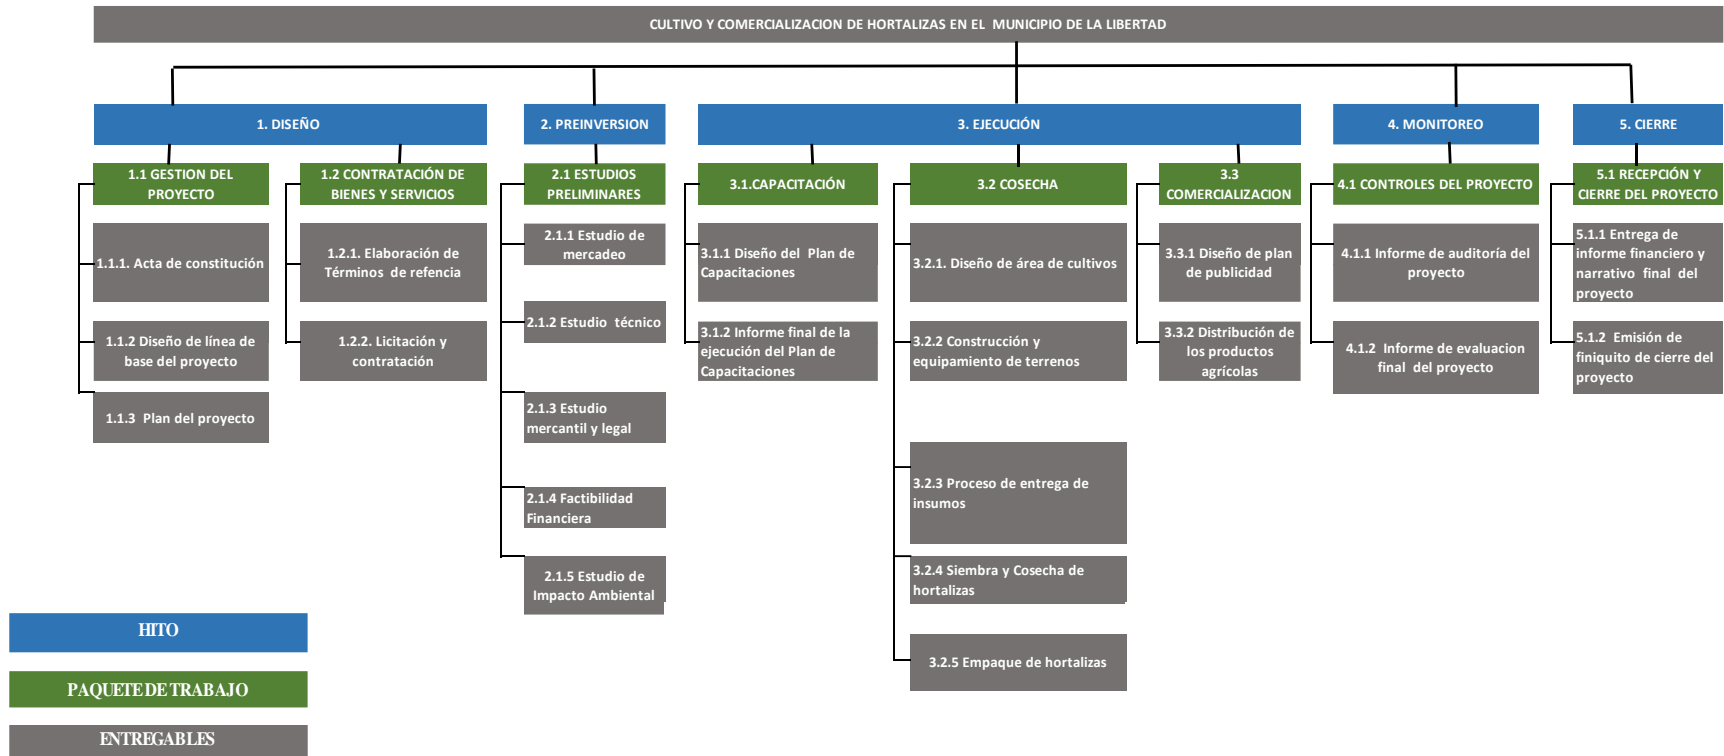 CULTIVO Y COMERCIALIZACION DE HORTALIZAS EN EL MUNICIPIO DE LA LIBERTAD
1. DISEÑO
2. PREINVERSION
3. EJECUCIÓN
4. MONITOREO
5. CIERRE
1.1 GESTION DEL
PROYECTO
1.2 CONTRATACIÓN DE
BIENES Y SERVICIOS
2.1 ESTUDIOS
PRELIMINARES
3.1.CAPACITACIÓN
3.2 COSECHA
3.3
COMERCIALIZACION
4.1 CONTROLES DEL PROYECTO
5.1 RECEPCIÓN Y
CIERRE DEL PROYECTO
1.1.1. Acta de constitución
1.1.2 Diseño de línea de
base del proyecto
1.1.3 Plan del proyecto
1.2.1. Elaboración de
Términos de refencia
1.2.2. Licitación y
contratación
2.1.1 Estudio de
mercadeo
2.1.2 Estudio técnico
2.1.3 Estudio
mercantil y legal
2.1.4 Factibilidad
Financiera
2.1.5 Estudio de
Impacto Ambiental
3.1.1 Diseño del Plan de
Capacitaciones
3.1.2 Informe final de la
ejecución del Plan de
Capacitaciones
3.2.1. Diseño de área de cultivos
3.2.2 Construcción y
equipamiento de terrenos
3.2.3 Proceso de entrega de
insumos
3.2.4 Siembra y Cosecha de
hortalizas
3.2.5 Empaque de hortalizas
3.3.1 Diseño de plan
de publicidad
3.3.2 Distribución de
los productos
agrícolas
4.1.1 Informe de auditoría del
proyecto
4.1.2 Informe de evaluacion
final del proyecto
5.1.1 Entrega de
informe financiero y
narrativo final del
proyecto
5.1.2 Emisión de
finiquito de cierre del
proyecto
HITO
PAQUETE DE TRABAJO
ENTREGABLES